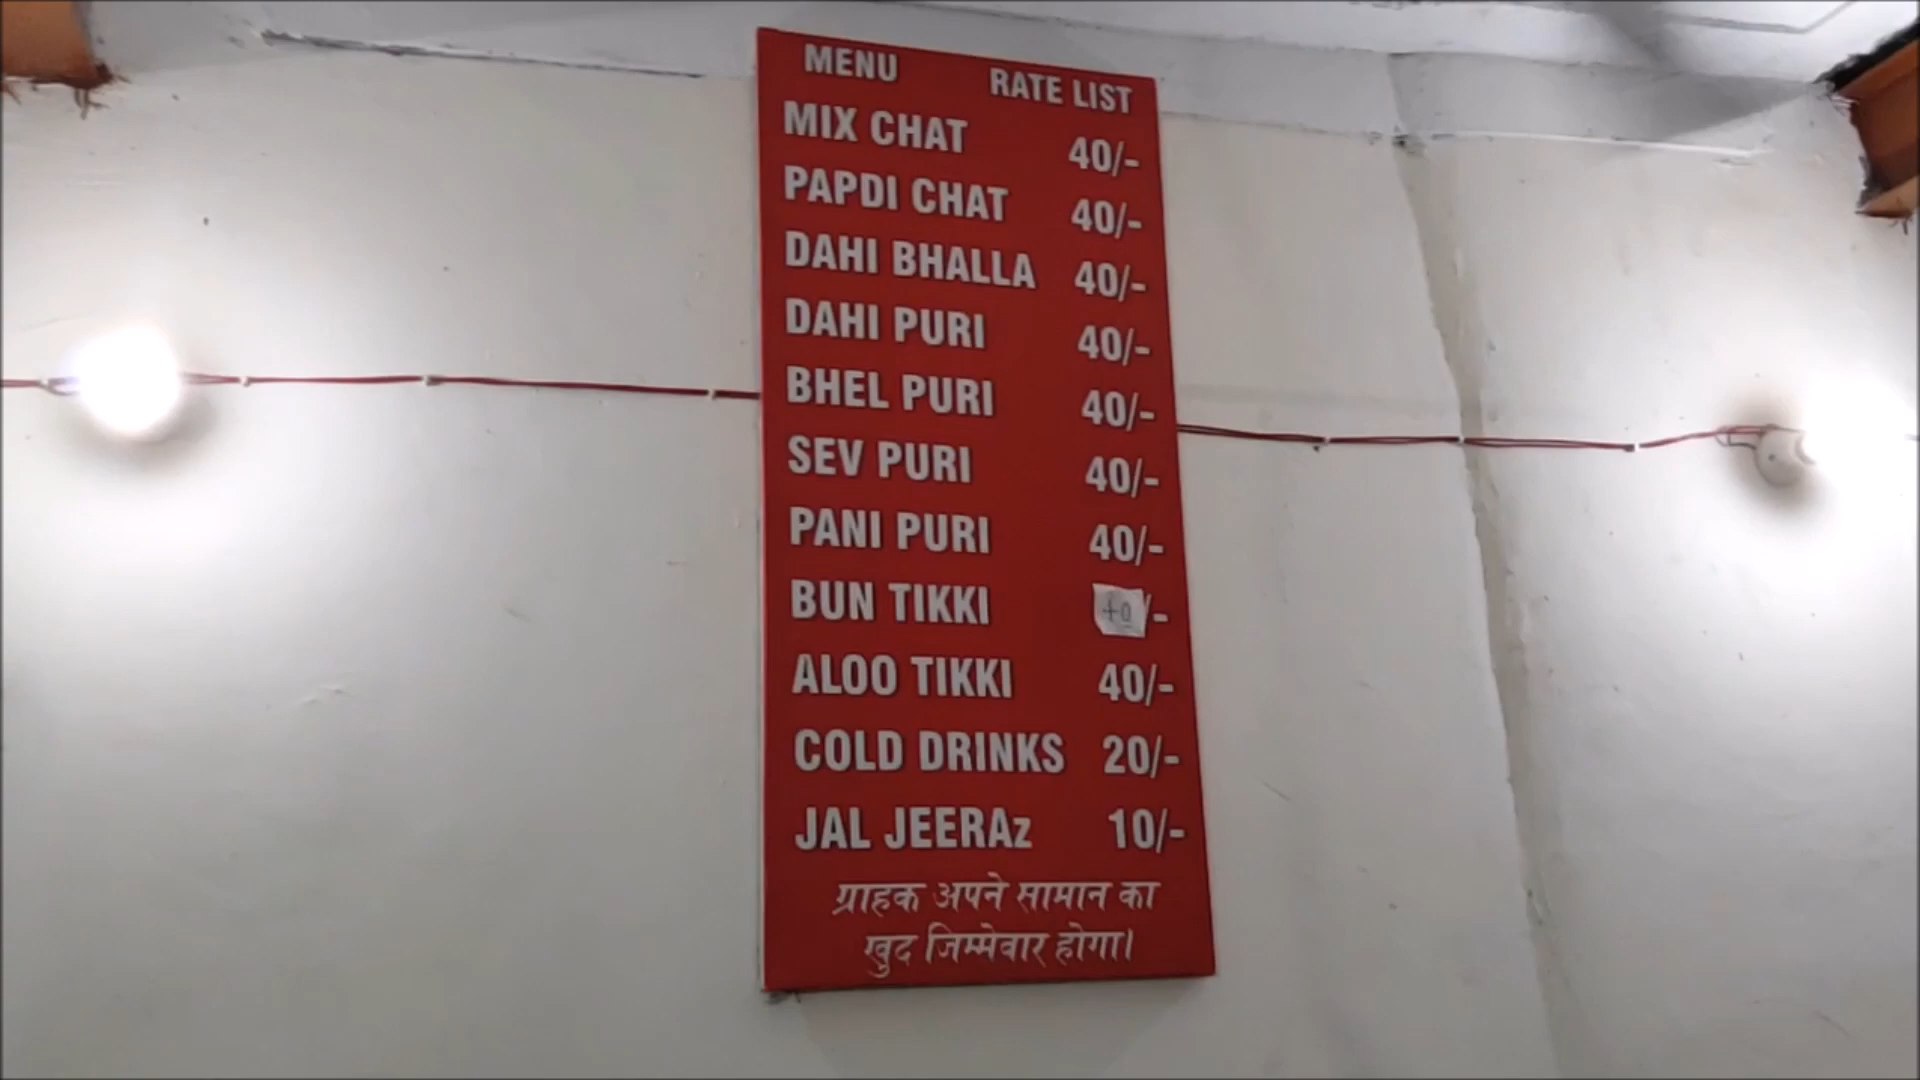 MENU RATE LIST
MIX CHAT 40/-
PAPDI CHAT 40/-
DAHI BHALLA 40/-
DAHI PURI 40/-
BHEL PURI 40/-
SEV PURI 40/-
PANI PURI 40/-
BUN TIKKI /-
ALOO TIKKI 40/-
COLD DRINKS 20/-
JAL JEERAz 10/-
ग्राहक अपने सामान का
खुद जिम्मेवार होगा।